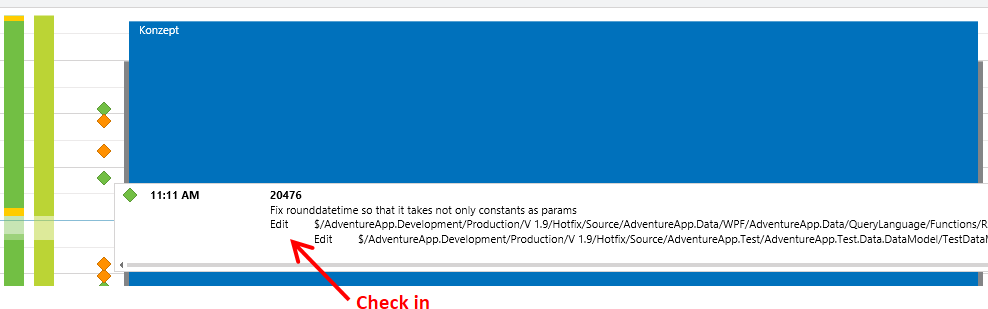 Konzept
11:11 AM 20476
Fix rounddatetime so that it takes not only constants as params
Edit $/AdventureApp.Development/Production/V 1.9/Hotfix/Source/AdventureApp.Data/WPF/AdventureApp.Data/QueryLanguage/Functions/R
Edit $/AdventureApp.Development/Production/V 1.9/Hotfix/Source/AdventureApp.Test/AdventureApp.Test.Data.DataModel/TestDataM
Check in